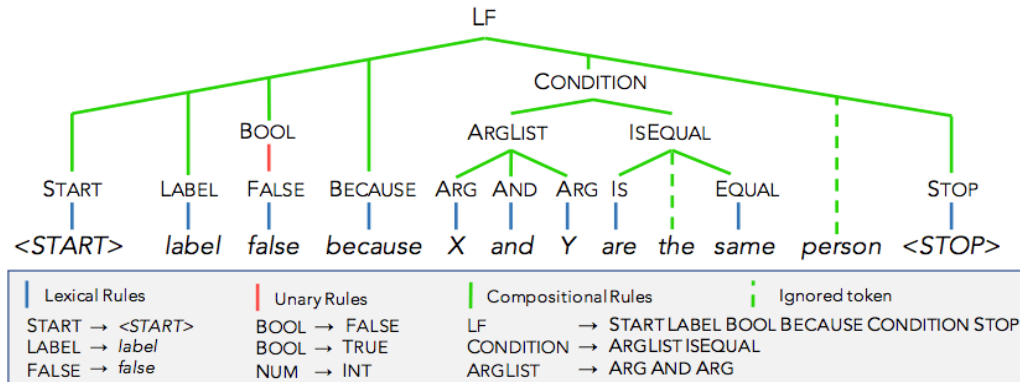 LF
CONDITION
BOOL ARGLIST ISEQUAL
START LABEL FALSE BECAUSE ARG AND ARG IS EQUAL STOP
<START> label false because X and Y are the same person <STOP>
Lexical Rules Unary Rules Compositional Rules Ignored token
START → <START> BOOL → FALSE LF → START LABEL BOOL BECAUSE CONDITION STOP
LABEL → label BOOL → TRUE CONDITION → ARGLIST ISEQUAL
FALSE → false NUM → INT ARGLIST → ARG AND ARG